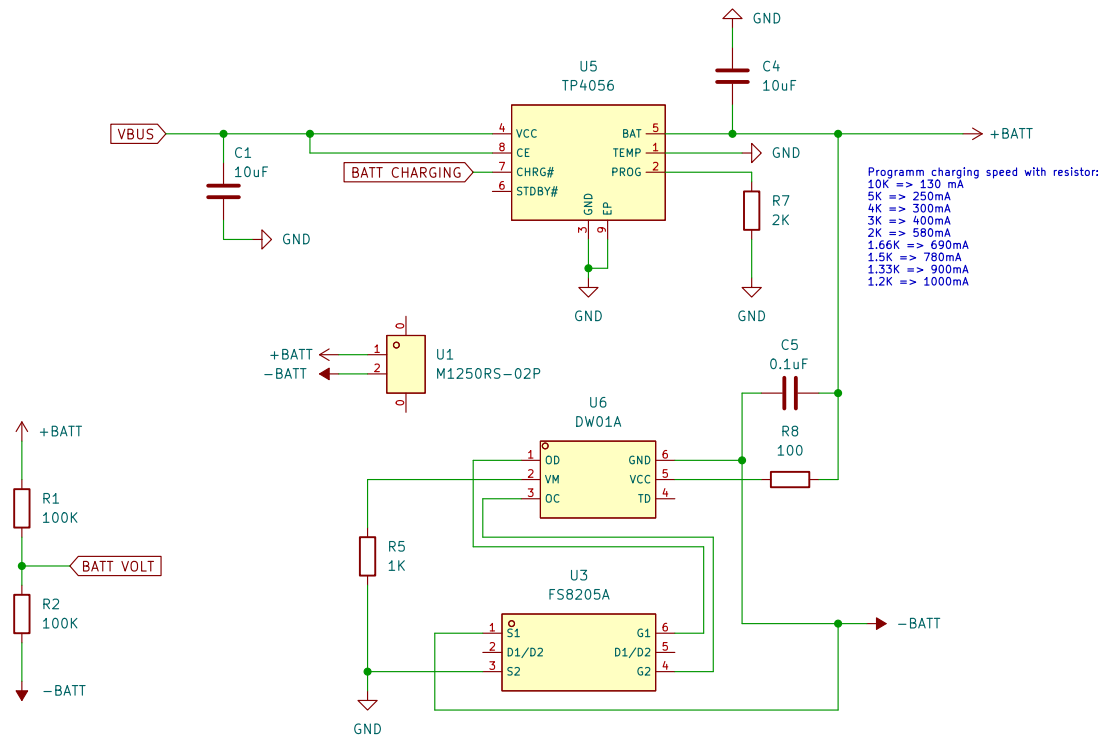 GND
C4
10uF
U5
TP4056
VBUS
4 VCC
8 CE
7 CHRG#
6 STDBY#
BAT 5
TEMP 1
PROG 2
GND
EP
3
9
+BATT
GND
C1
10uF
BATT CHARGING
GND
R7
2K
GND
GND
Programm charging speed with resistor:
10K => 130 mA
5K => 250mA
4K => 300mA
3K => 400mA
2K => 580mA
1.66K => 690mA
1.5K => 780mA
1.33K => 900mA
1.2K => 1000mA
0
+BATT 1
-BATT 2
0
U1
M1250RS-02P
C5
0.1uF
R8
100
U6
DW01A
1 OD
2 VM
3 OC
GND 6
VCC 5
TD 4
+BATT
R1
100K
BATT VOLT
R2
100K
-BATT
R5
1K
GND
U3
FS8205A
1 S1
2 D1/D2
3 S2
G1 6
D1/D2 5
G2 4
-BATT